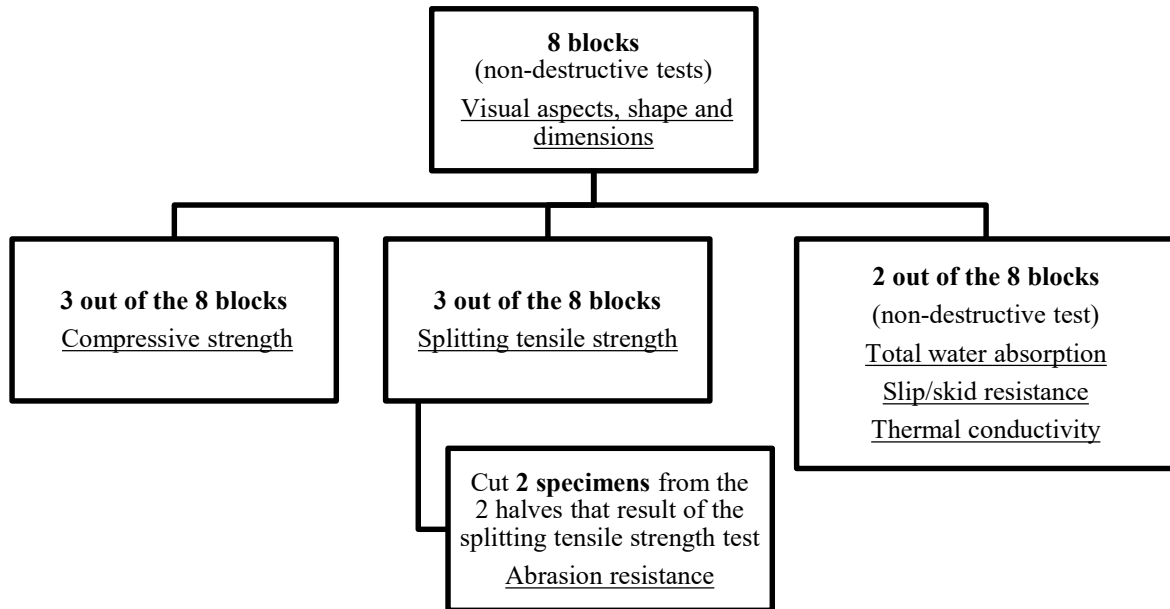 8 blocks
(non-destructive tests)
Visual aspects, shape and
dimensions
3 out of the 8 blocks
Compressive strength
3 out of the 8 blocks
Splitting tensile strength
2 out of the 8 blocks
(non-destructive test)
Total water absorption
Slip/skid resistance
Thermal conductivity
Cut 2 specimens from the
2 halves that result of the
splitting tensile strength test
Abrasion resistance